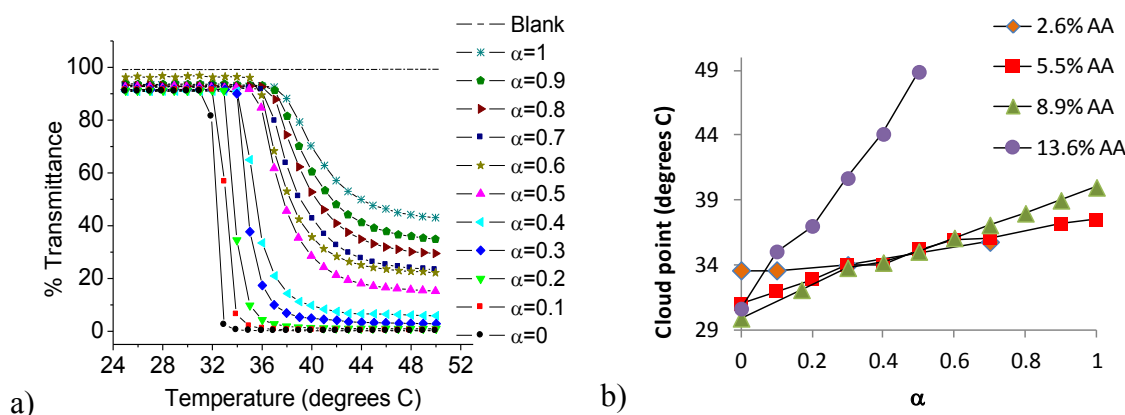 % Transmittance
100
80
60
40
20
0
24 28 32 36 40 44 48 52
Temperature (degrees C)
a)
Blank
α=1
α=0.9
α=0.8
α=0.7
α=0.6
α=0.5
α=0.4
α=0.3
α=0.2
α=0.1
α=0
b)
Cloud point (degrees C)
49
44
39
34
29
0 0.2 0.4 0.6 0.8 1
α
2.6% AA
5.5% AA
8.9% AA
13.6% AA